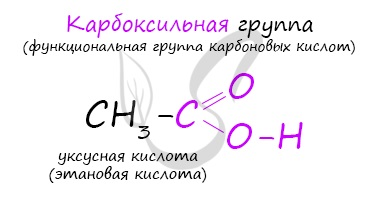 Карбоксильная группа
(функциональная группа карбоновых кислот)
O
CH3-C
O-H
уксусная кислота
(этановая кислота)